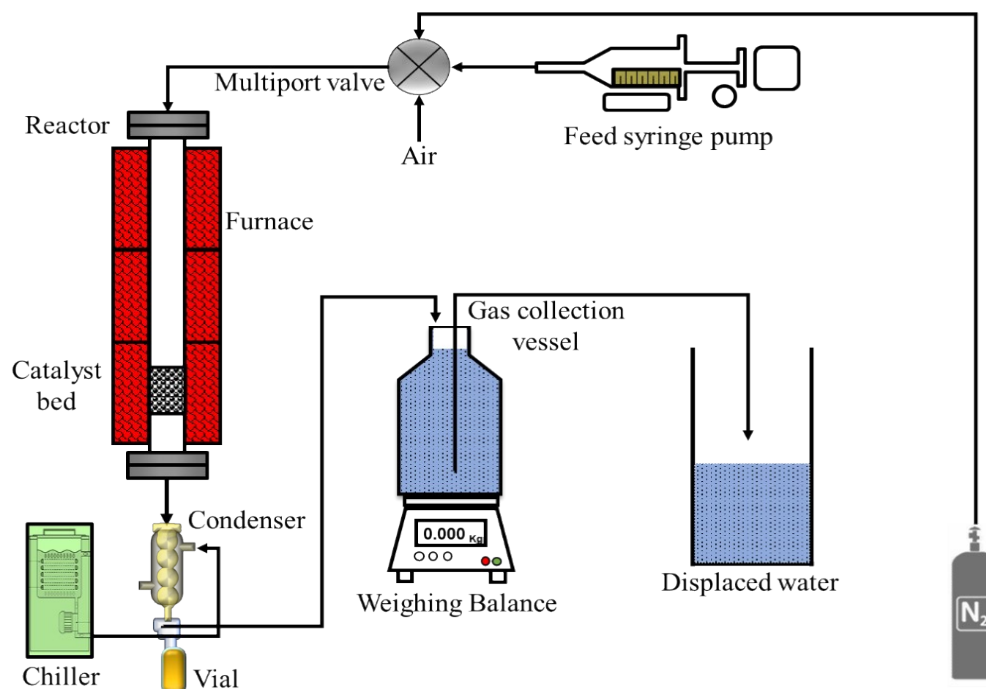 Multiport valve
Reactor
Air
Feed syringe pump
Furnace
Gas collection
vessel
Catalyst
bed
Condenser
0.000 Kg
Displaced water
Weighing Balance
N2
Chiller
Vial